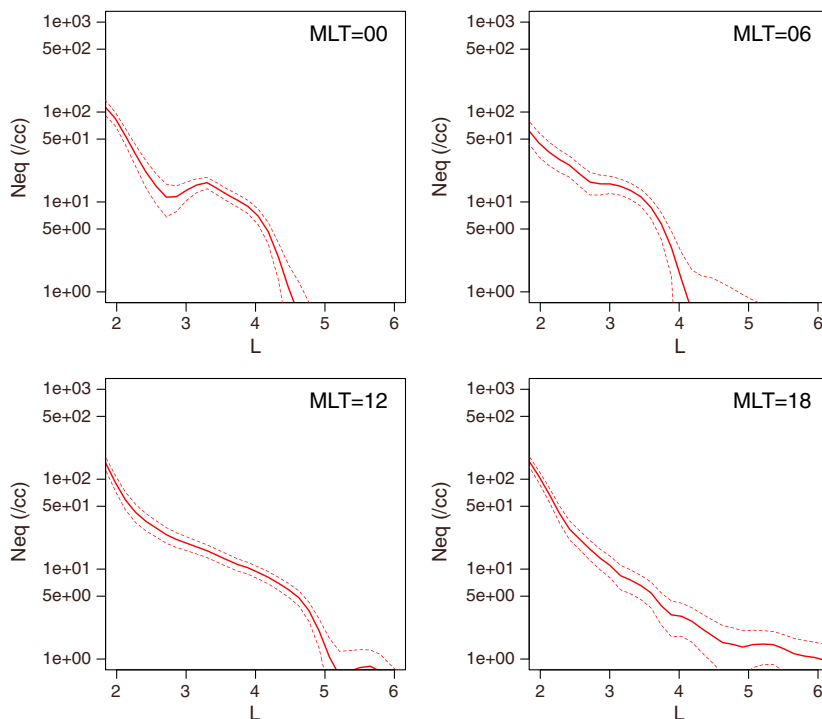 MLT=00
1e+03
5e+02
1e+02
5e+01
1e+01
5e+00
1e+00
Neq (/cc)
2 3 4 5 6
L
MLT=06
1e+03
5e+02
1e+02
5e+01
1e+01
5e+00
1e+00
Neq (/cc)
2 3 4 5 6
L
MLT=12
1e+03
5e+02
1e+02
5e+01
1e+01
5e+00
1e+00
Neq (/cc)
2 3 4 5 6
L
MLT=18
1e+03
5e+02
1e+02
5e+01
1e+01
5e+00
1e+00
Neq (/cc)
2 3 4 5 6
L